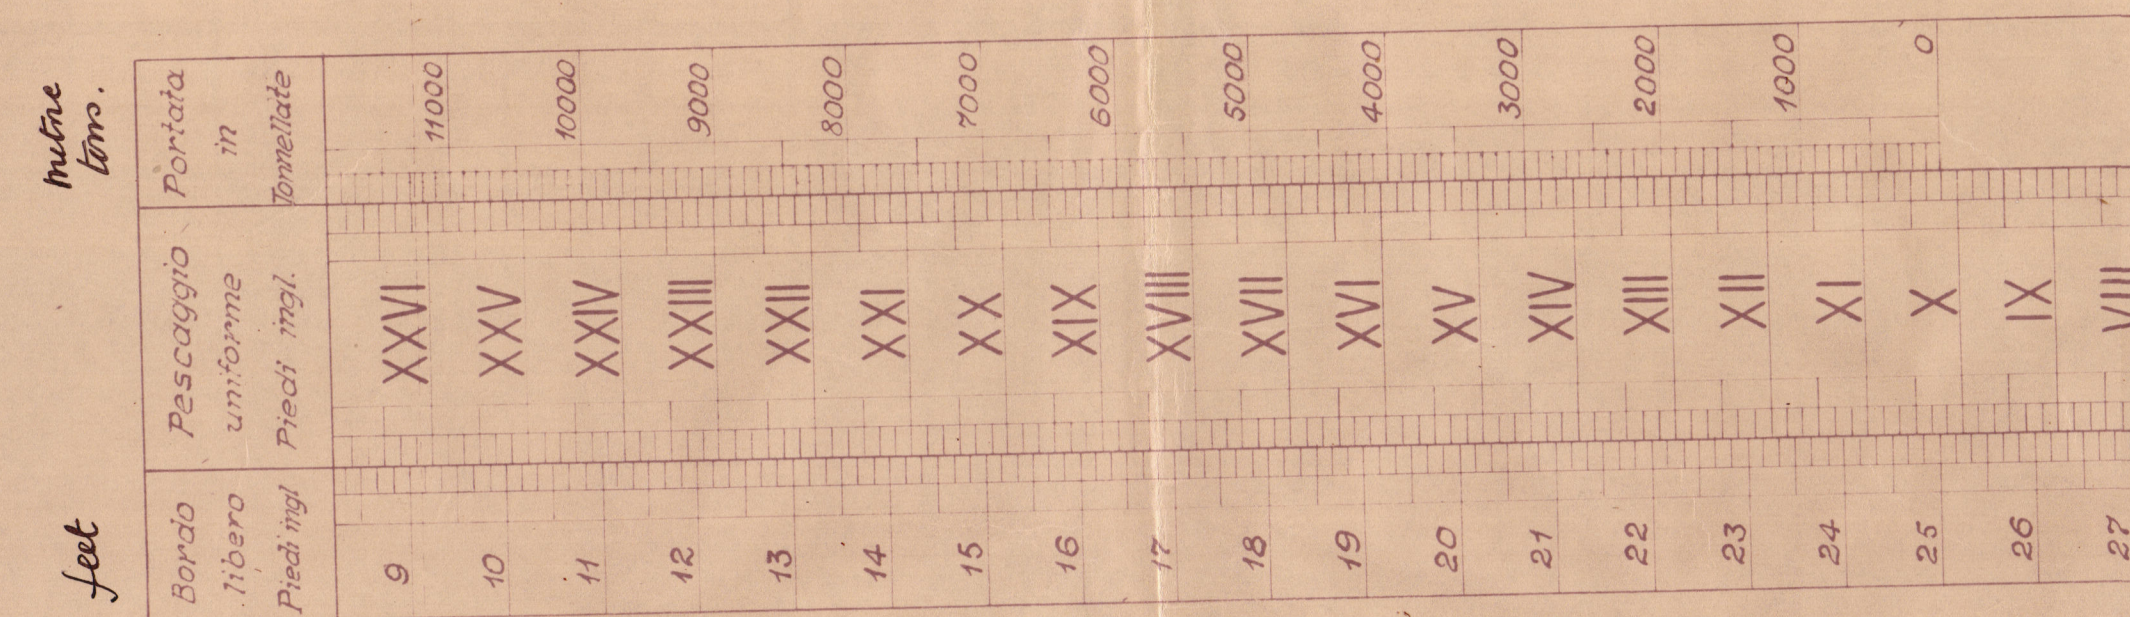 metric
tons.
Portata
in
Tonnellate
11000
10000
9000
8000
7000
6000
5000
4000
3000
2000
1000
0
Pescaggio
uniforme
Piedi ingl.
XXVI
XXV
XXIV
XXIII
XXII
XXI
XX
XIX
XVIII
XVII
XVI
XV
XIV
XIII
XII
XI
X
IX
VIII
feet
Bordo
libero
Piedi ingl
9
10
11
12
13
14
15
16
17
18
19
20
21
22
23
24
25
26
27